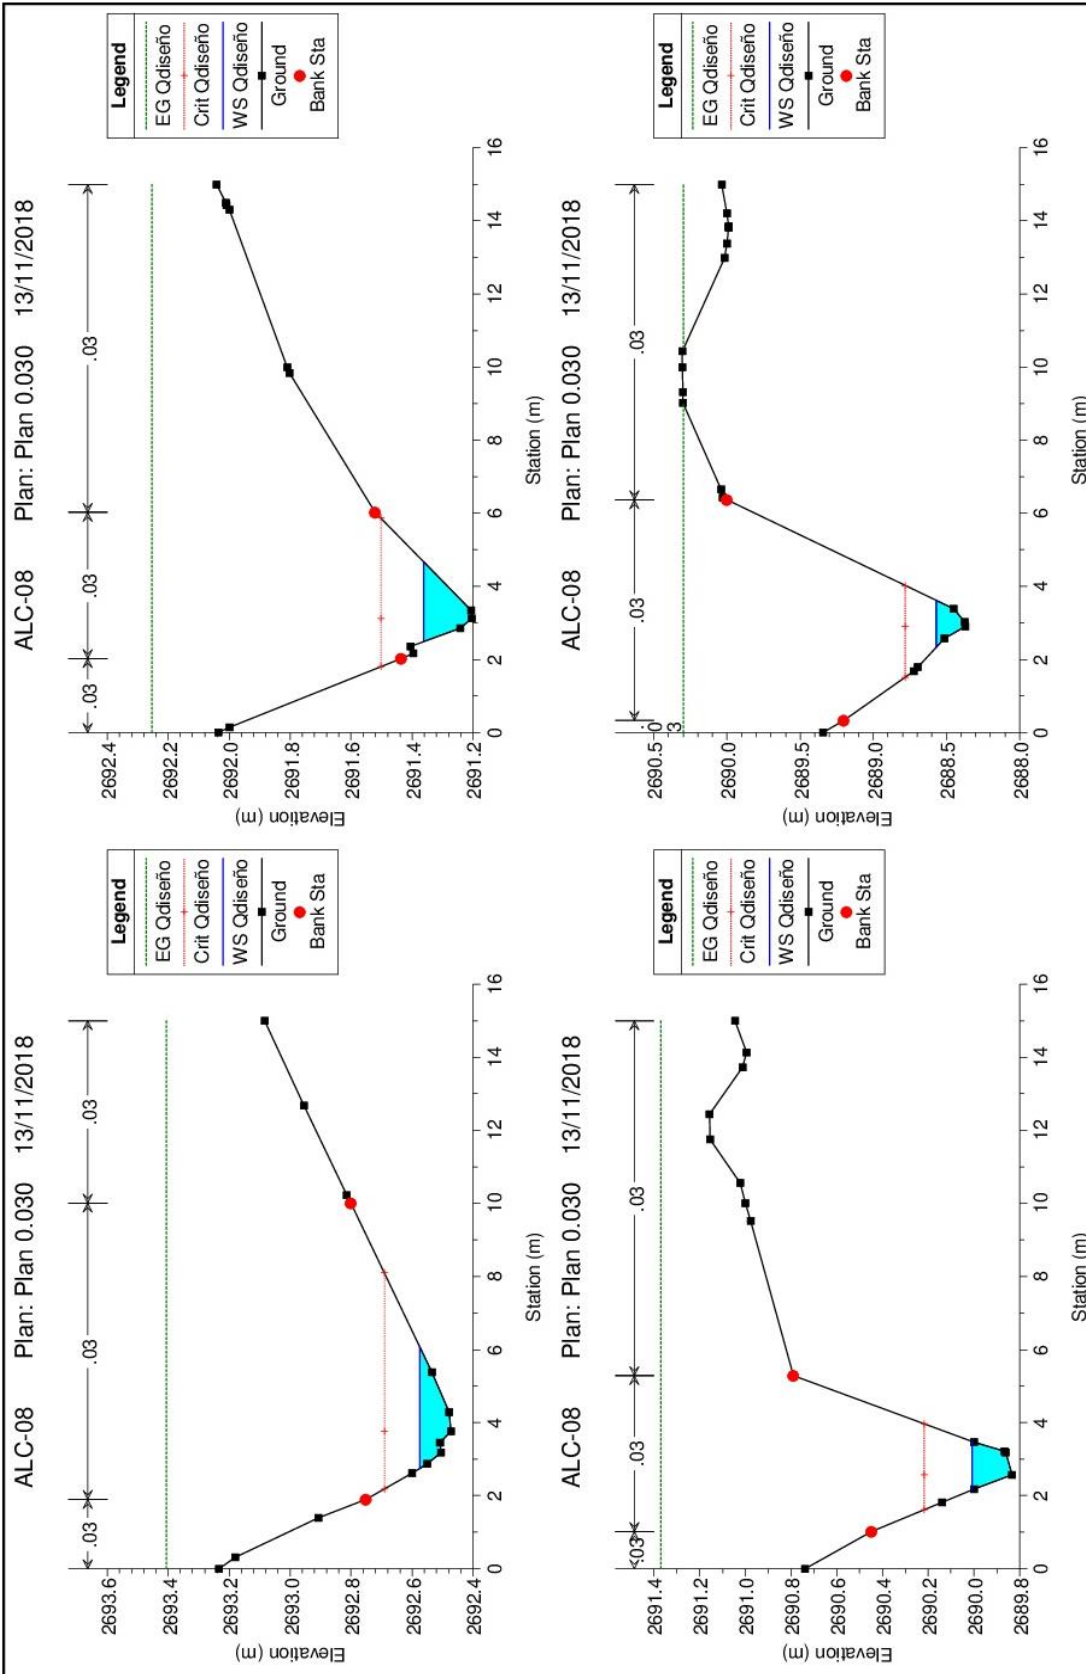 ALC-08 Plan: Plan 0.030 13/11/2018
.03
.03
.03
2693.6
2693.4
2693.2
2693.0
2692.8
2692.6
2692.4
Elevation (m)
0 2 4 6 8 10 12 14 16
Station (m)
Legend
EG Qdiseño
Crit Qdiseño
WS Qdiseño
Ground
Bank Sta
ALC-08 Plan: Plan 0.030 13/11/2018
.03
.03
.03
2692.4
2692.2
2692.0
2691.8
2691.6
2691.4
2691.2
Elevation (m)
0 2 4 6 8 10 12 14 16
Station (m)
Legend
EG Qdiseño
Crit Qdiseño
WS Qdiseño
Ground
Bank Sta
ALC-08 Plan: Plan 0.030 13/11/2018
.03
.03
.03
2691.4
2691.2
2691.0
2690.8
2690.6
2690.4
2690.2
2690.0
2689.8
Elevation (m)
0 2 4 6 8 10 12 14 16
Station (m)
Legend
EG Qdiseño
Crit Qdiseño
WS Qdiseño
Ground
Bank Sta
ALC-08 Plan: Plan 0.030 13/11/2018
.0
3
.03
.03
2690.5
2690.0
2689.5
2689.0
2688.5
2688.0
Elevation (m)
0 2 4 6 8 10 12 14 16
Station (m)
Legend
EG Qdiseño
Crit Qdiseño
WS Qdiseño
Ground
Bank Sta